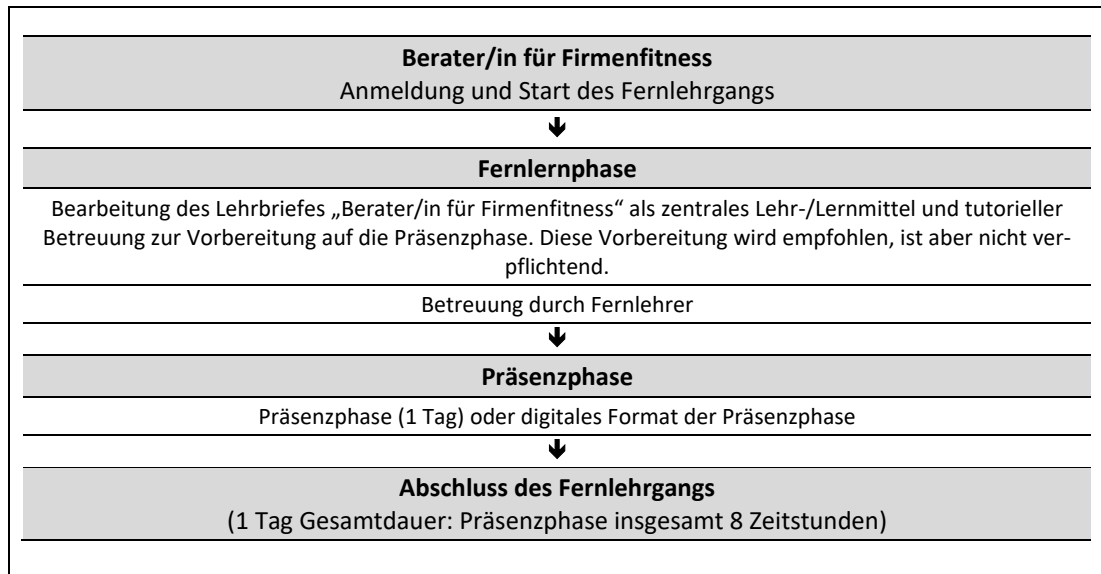 Berater/in für Firmenfitness
Anmeldung und Start des Fernlehrgangs
🡻
Fernlernphase
Bearbeitung des Lehrbriefes „Berater/in für Firmenfitness“ als zentrales Lehr-/Lernmittel und tutorieller
Betreuung zur Vorbereitung auf die Präsenzphase. Diese Vorbereitung wird empfohlen, ist aber nicht ver-
pflichtend.
Betreuung durch Fernlehrer
🡻
Präsenzphase
Präsenzphase (1 Tag) oder digitales Format der Präsenzphase
🡻
Abschluss des Fernlehrgangs
(1 Tag Gesamtdauer: Präsenzphase insgesamt 8 Zeitstunden)